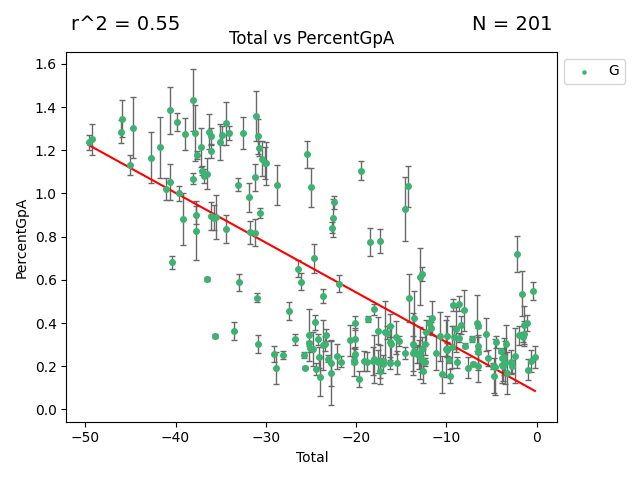 r^2 = 0.55
N = 201
Total vs PercentGpA
G
PercentGpA
1.6
1.4
1.2
1.0
0.8
0.6
0.4
0.2
0.0
−50
−40
−30
−20
−10
0
Total